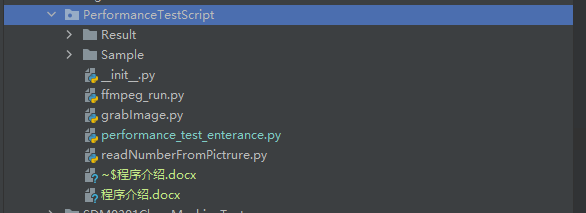 PerformanceTestScript
Result
Sample
__init__.py
ffmpeg_run.py
grabImage.py
performance_test_enterance.py
readNumberFromPictrure.py
~$程序介绍.docx
程序介绍.docx